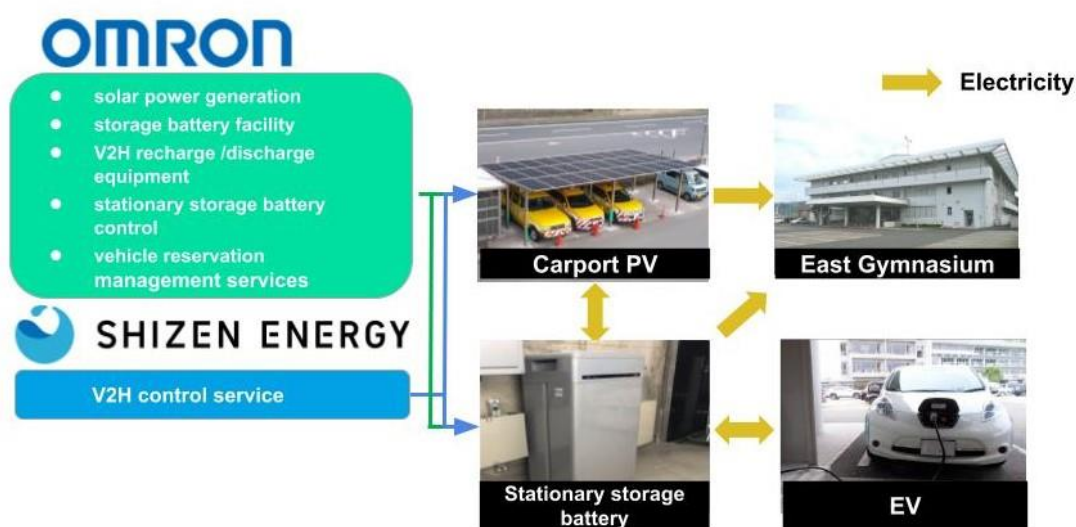 OMRON
solar power generation
storage battery facility
V2H recharge /discharge
equipment
stationary storage battery
control
vehicle reservation
management services
SHIZEN ENERGY
V2H control service
Electricity
Carport PV
East Gymnasium
Stationary storage
battery
EV